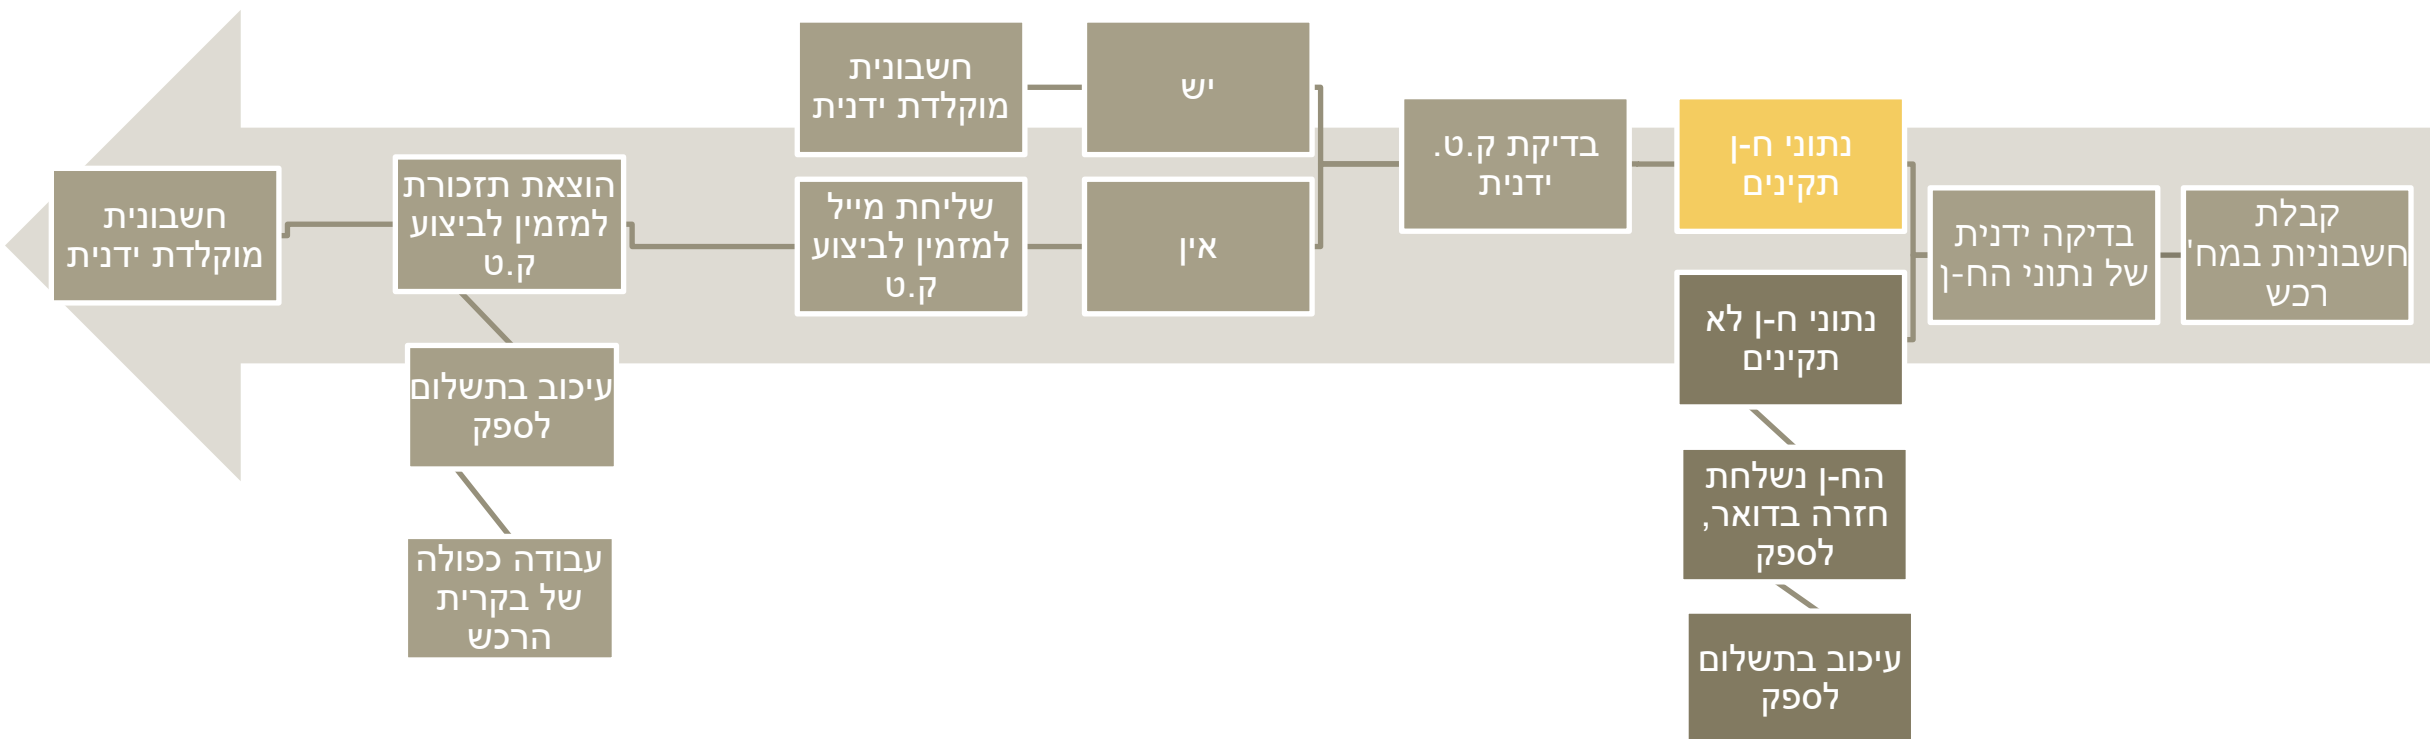 קבלת
חשבוניות במח'
רכש
בדיקה ידנית
של נתוני הח-ן
נתוני ח-ן
תקינים
נתוני ח-ן לא
תקינים
הח-ן נשלחת
חזרה בדואר,
לספק
עיכוב בתשלום
לספק
בדיקת ק.ט.
ידנית
יש
חשבונית
מוקלדת ידנית
אין
שליחת מייל
למזמין לביצוע
ק.ט
הוצאת תזכורת
למזמין לביצוע
ק.ט
עיכוב בתשלום
לספק
עבודה כפולה
של בקרית
הרכש
חשבונית
מוקלדת ידנית